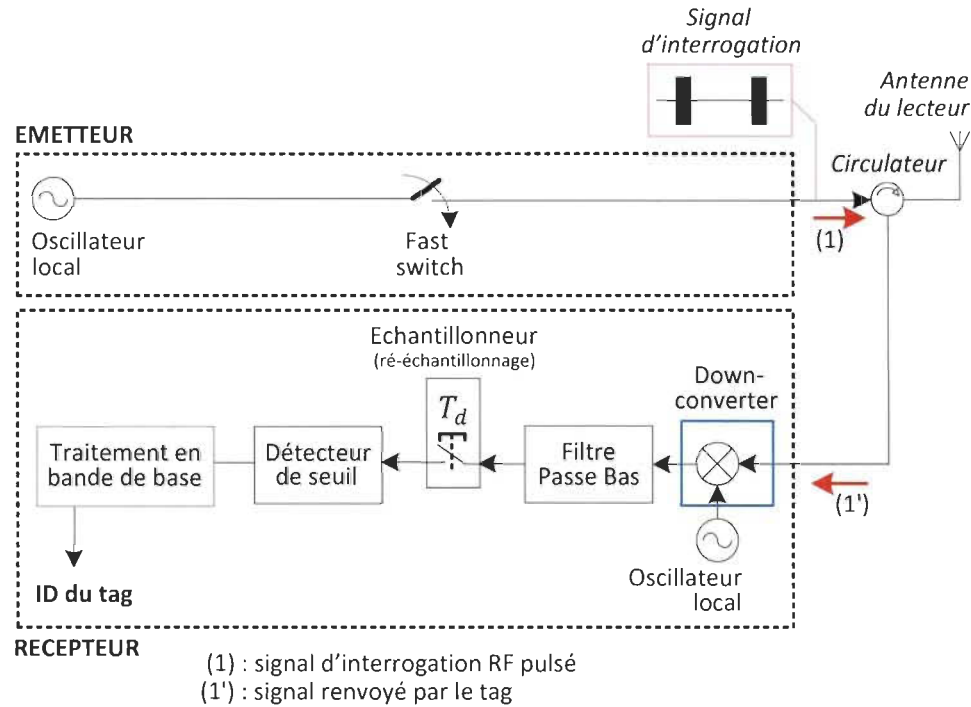 Signal
d'interrogation
Antenne
du lecteur
EMETTEUR
Circulateur
Oscillateur
local
Fast
switch
(1)
Echantillonneur
(ré-échantillonnage)
Down-
converter
T_d
Traitement en
bande de base
Détecteur
de seuil
Filtre
Passe Bas
(1')
Oscillateur
local
ID du tag
RECEPTEUR
(1) : signal d'interrogation RF pulsé
(1') : signal renvoyé par le tag